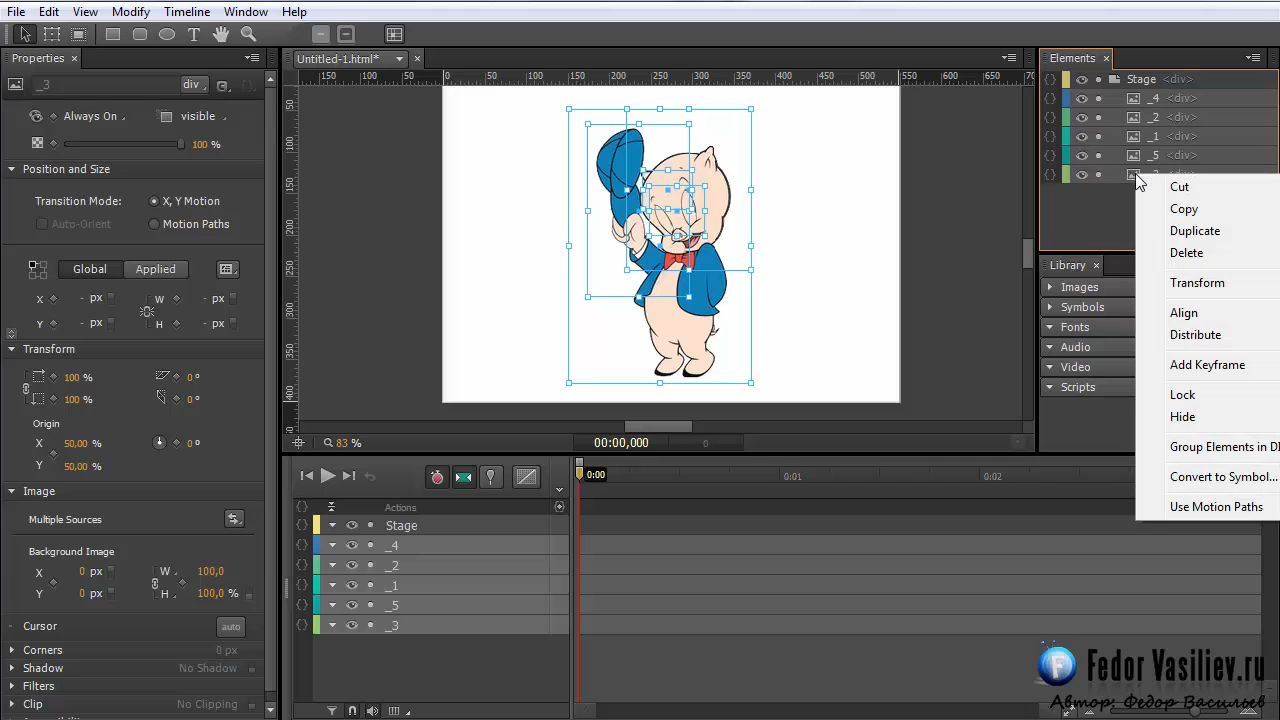 File Edit View Modify Timeline Window Help
Properties
_3 div
Always On visible
100 %
Position and Size
Transition Mode: X, Y Motion
Auto-Orient Motion Paths
Global Applied
X - px W - px
Y - px H - px
Transform
100 % 0 °
100 % 0 °
Origin
X 50,00 % 0 °
Y 50,00 %
Image
Multiple Sources
Background Image
X 0 px W 100,0
Y 0 px H 100,0 %
Cursor auto
Corners 0 px
Shadow No Shadow
Filters
Clip No Clipping
Untitled-1.html*
150 100 50 0 50 100 150 200 250 300 350 400 450 500 550 600 650
50
100
150
200
250
300
350
400
83 %
00:00,000
0
0:00 0:01 0:02
Actions
Stage
_4
_2
_1
_5
_3
Elements
Stage <div>
_4 <div>
_2 <div>
_1 <div>
_5 <div>
Library
Images
Symbols
Fonts
Audio
Video
Scripts
Cut
Copy
Duplicate
Delete
Transform
Align
Distribute
Add Keyframe
Lock
Hide
Group Elements in DI
Convert to Symbol...
Use Motion Paths
Fedor Vasiliev.ru
Автор: Федор Васильев